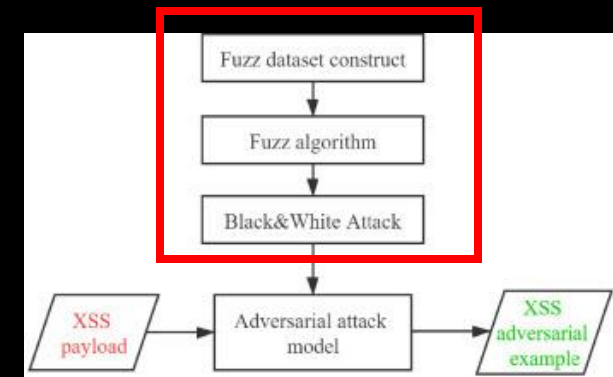 Fuzz dataset construct
Fuzz algorithm
Black&White Attack
XSS
payload
Adversarial attack
model
XSS
adversarial
example